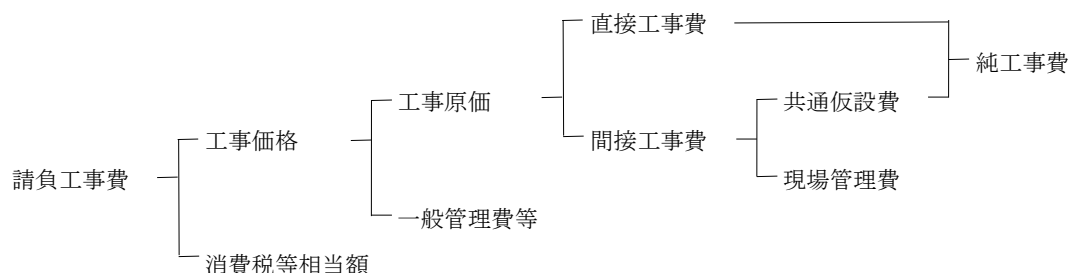 直接工事費
純工事費
工事原価
共通仮設費
工事価格
間接工事費
請負工事費
現場管理費
一般管理費等
消費税等相当額